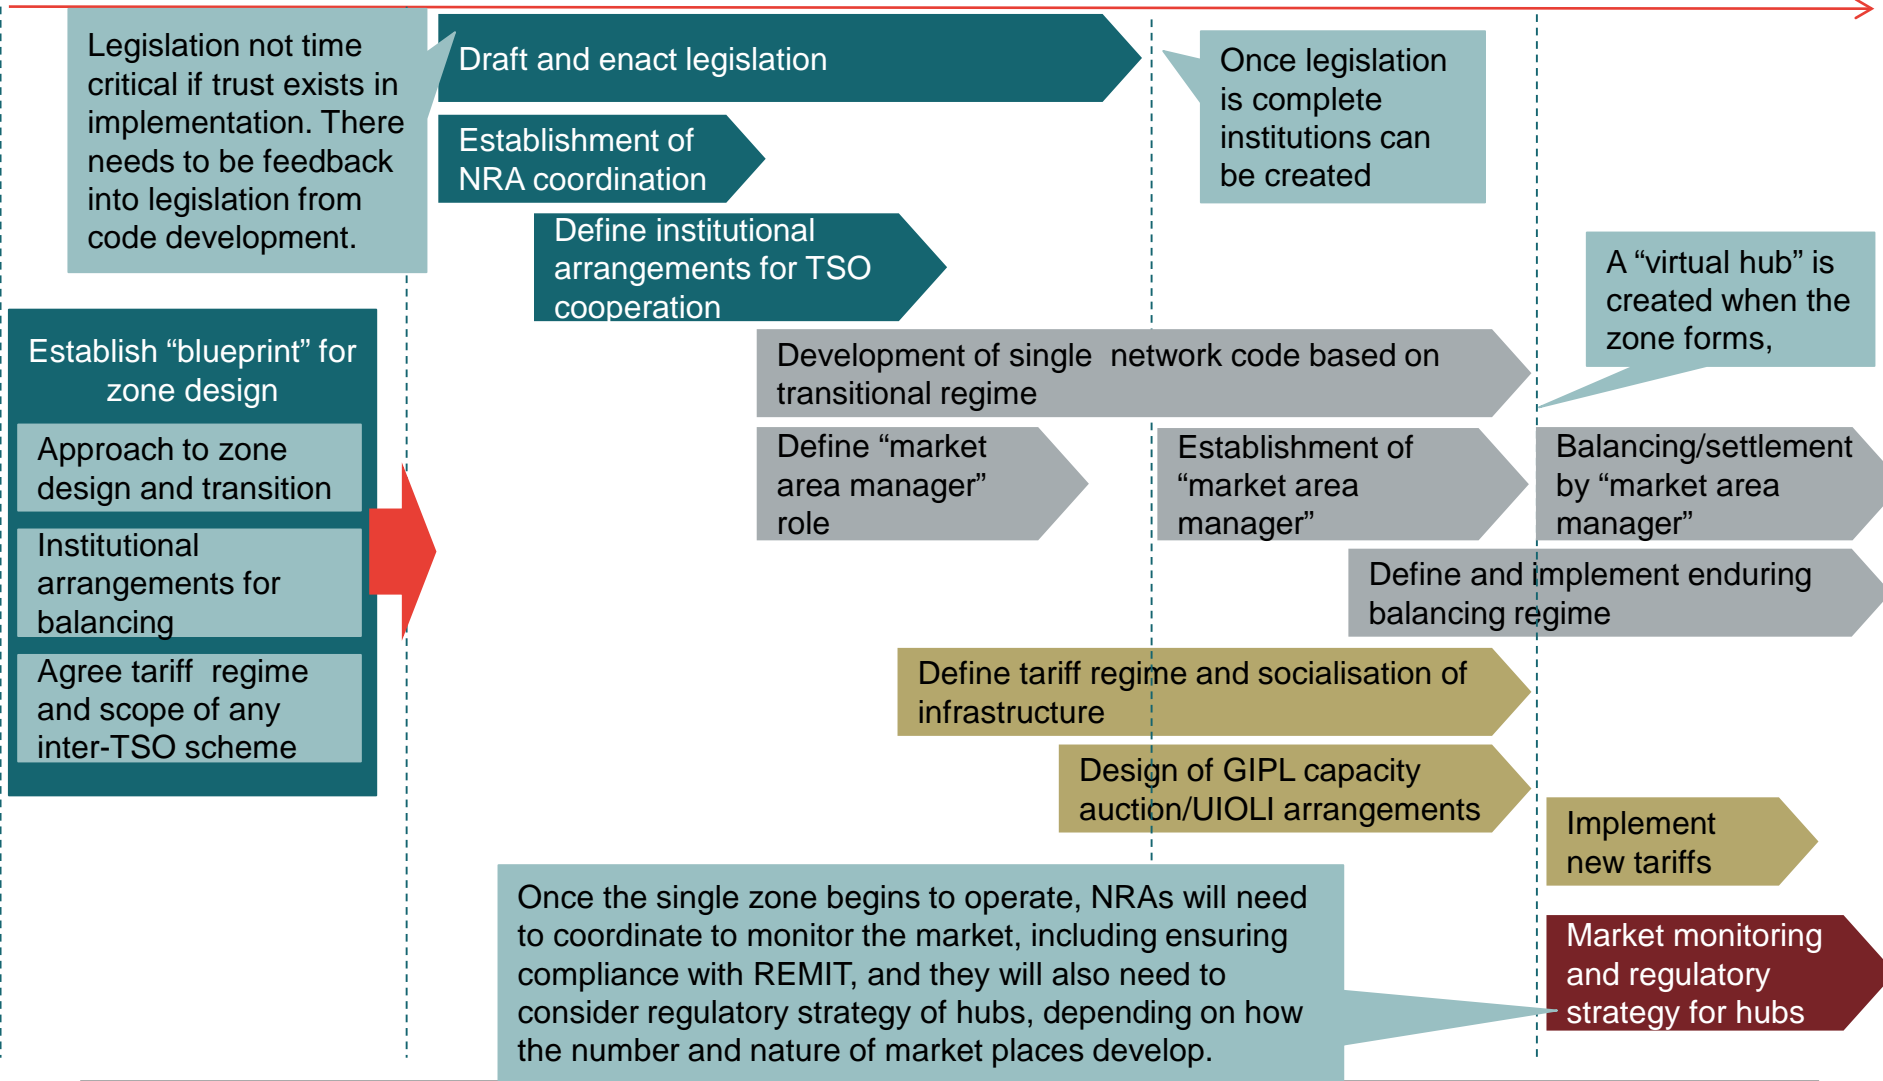 Legislation not time
critical if trust exists in
implementation. There
needs to be feedback
into legislation from
code development.
Draft and enact legislation
Once legislation
is complete
institutions can
be created
Establishment of
NRA coordination
Define institutional
arrangements for TSO
cooperation
A “virtual hub” is
created when the
zone forms,
Establish “blueprint” for
zone design
Approach to zone
design and transition
Institutional
arrangements for
balancing
Agree tariff regime
and scope of any
inter-TSO scheme
Development of single network code based on
transitional regime
Define “market
area manager”
role
Establishment of
“market area
manager”
Balancing/settlement
by “market area
manager”
Define and implement enduring
balancing regime
Define tariff regime and socialisation of
infrastructure
Design of GIPL capacity
auction/UIOLI arrangements
Implement
new tariffs
Once the single zone begins to operate, NRAs will need
to coordinate to monitor the market, including ensuring
compliance with REMIT, and they will also need to
consider regulatory strategy of hubs, depending on how
the number and nature of market places develop.
Market monitoring
and regulatory
strategy for hubs